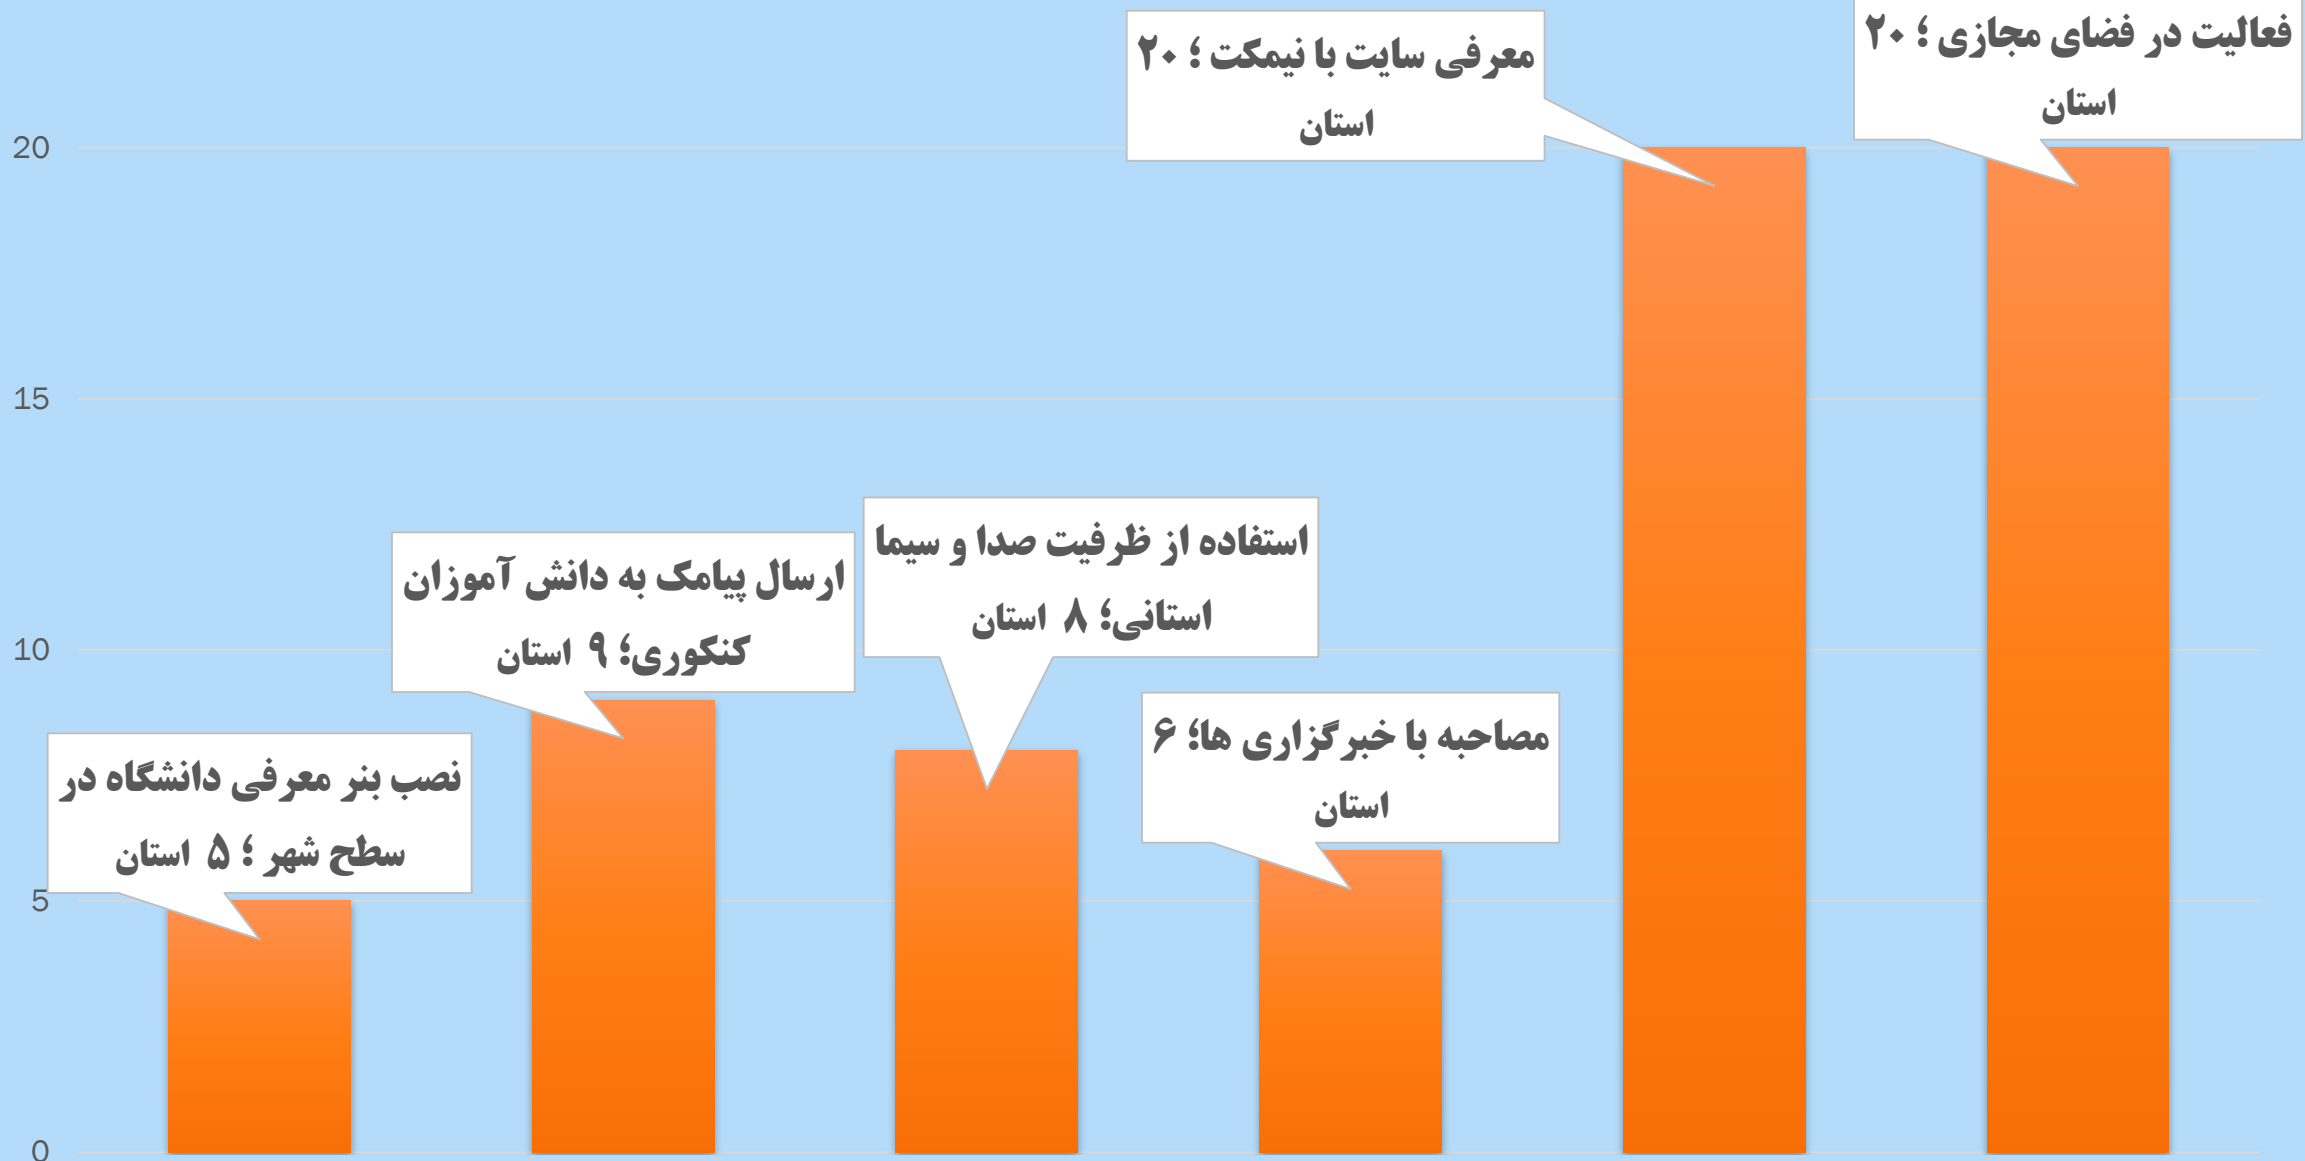 فعالیت در فضای مجازی ؛ ۲۰
استان
معرفی سایت با نیمکت ؛ ۲۰
استان
استفاده از ظرفیت صدا و سیما
استانی؛ ۸ استان
ارسال پیامک به دانش آموزان
کنکوری؛ ۹ استان
مصاحبه با خبرگزاری ها؛ ۶
استان
نصب بنر معرفی دانشگاه در
سطح شهر ؛ ۵ استان
20
15
10
5
0